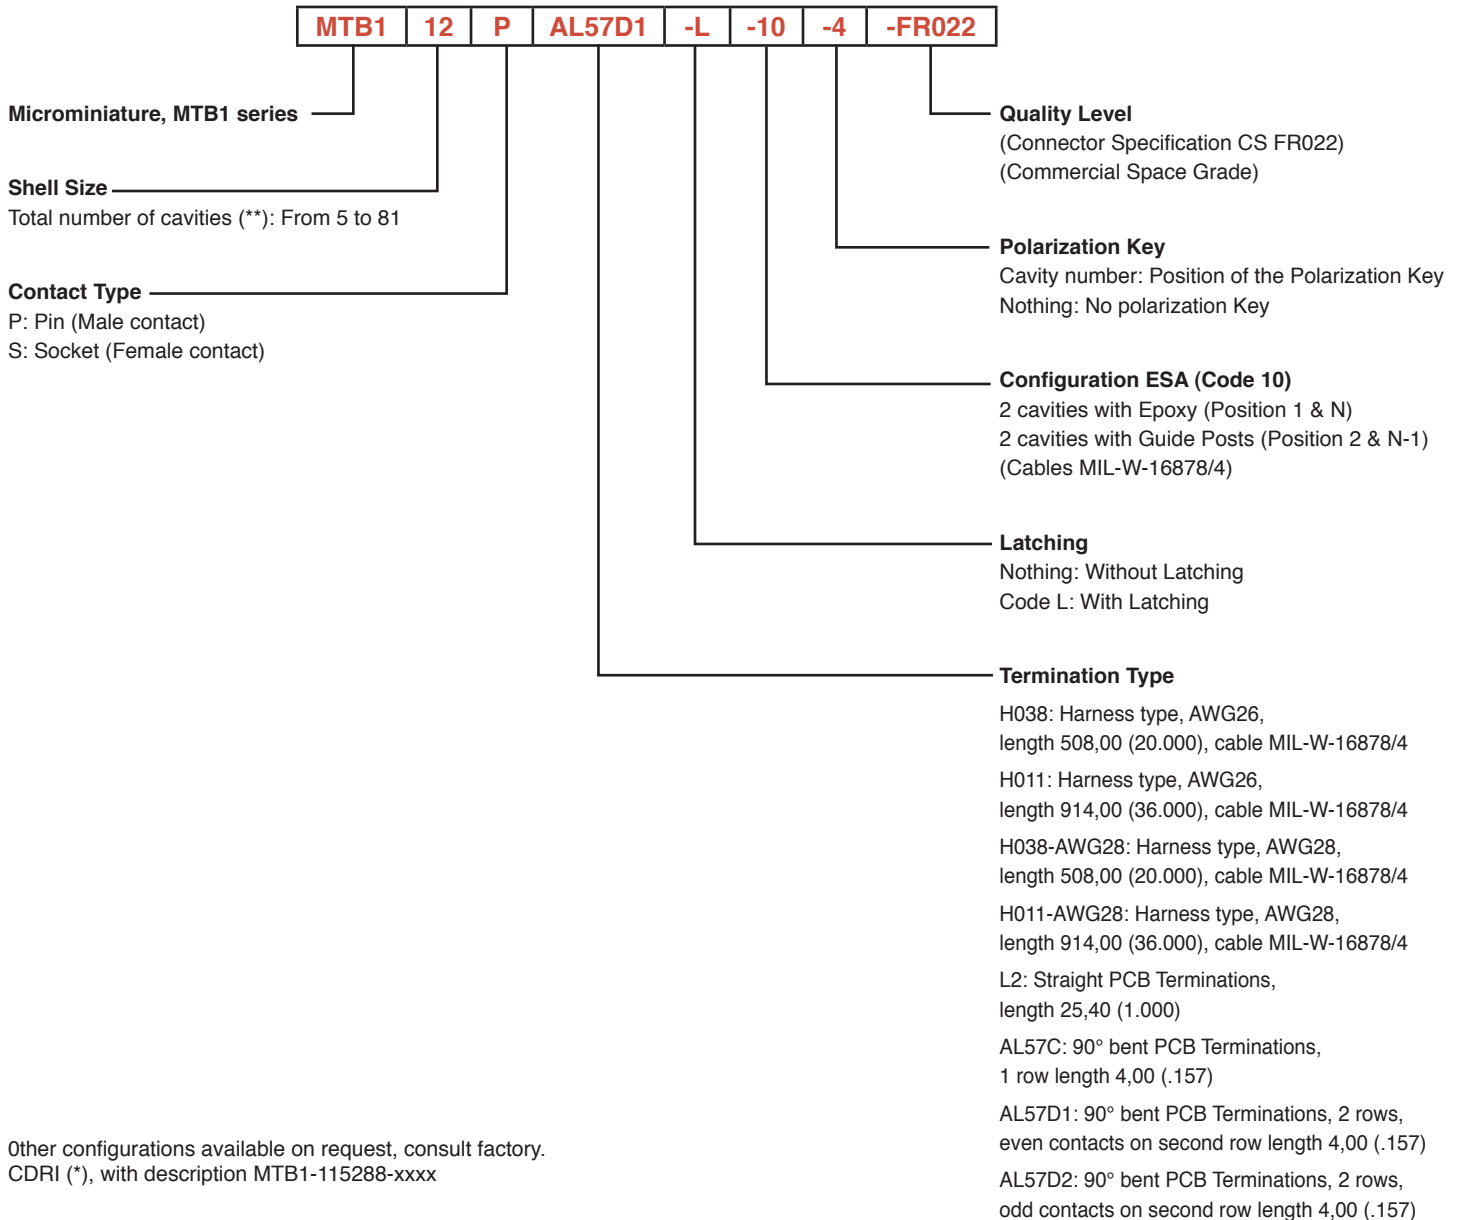 MTB1 12 P AL57D1 -L -10 -4 -FR022
Microminiature, MTB1 series
Shell Size
Total number of cavities (**): From 5 to 81
Contact Type
P: Pin (Male contact)
S: Socket (Female contact)
Quality Level
(Connector Specification CS FR022)
(Commercial Space Grade)
Polarization Key
Cavity number: Position of the Polarization Key
Nothing: No polarization Key
Configuration ESA (Code 10)
2 cavities with Epoxy (Position 1 & N)
2 cavities with Guide Posts (Position 2 & N-1)
(Cables MIL-W-16878/4)
Latching
Nothing: Without Latching
Code L: With Latching
Termination Type
H038: Harness type, AWG26,
length 508,00 (20.000), cable MIL-W-16878/4
H011: Harness type, AWG26,
length 914,00 (36.000), cable MIL-W-16878/4
H038-AWG28: Harness type, AWG28,
length 508,00 (20.000), cable MIL-W-16878/4
H011-AWG28: Harness type, AWG28,
length 914,00 (36.000), cable MIL-W-16878/4
L2: Straight PCB Terminations,
length 25,40 (1.000)
AL57C: 90° bent PCB Terminations,
1 row length 4,00 (.157)
AL57D1: 90° bent PCB Terminations, 2 rows,
even contacts on second row length 4,00 (.157)
AL57D2: 90° bent PCB Terminations, 2 rows,
odd contacts on second row length 4,00 (.157)
0ther configurations available on request, consult factory.
CDRI (*), with description MTB1-115288-xxxx